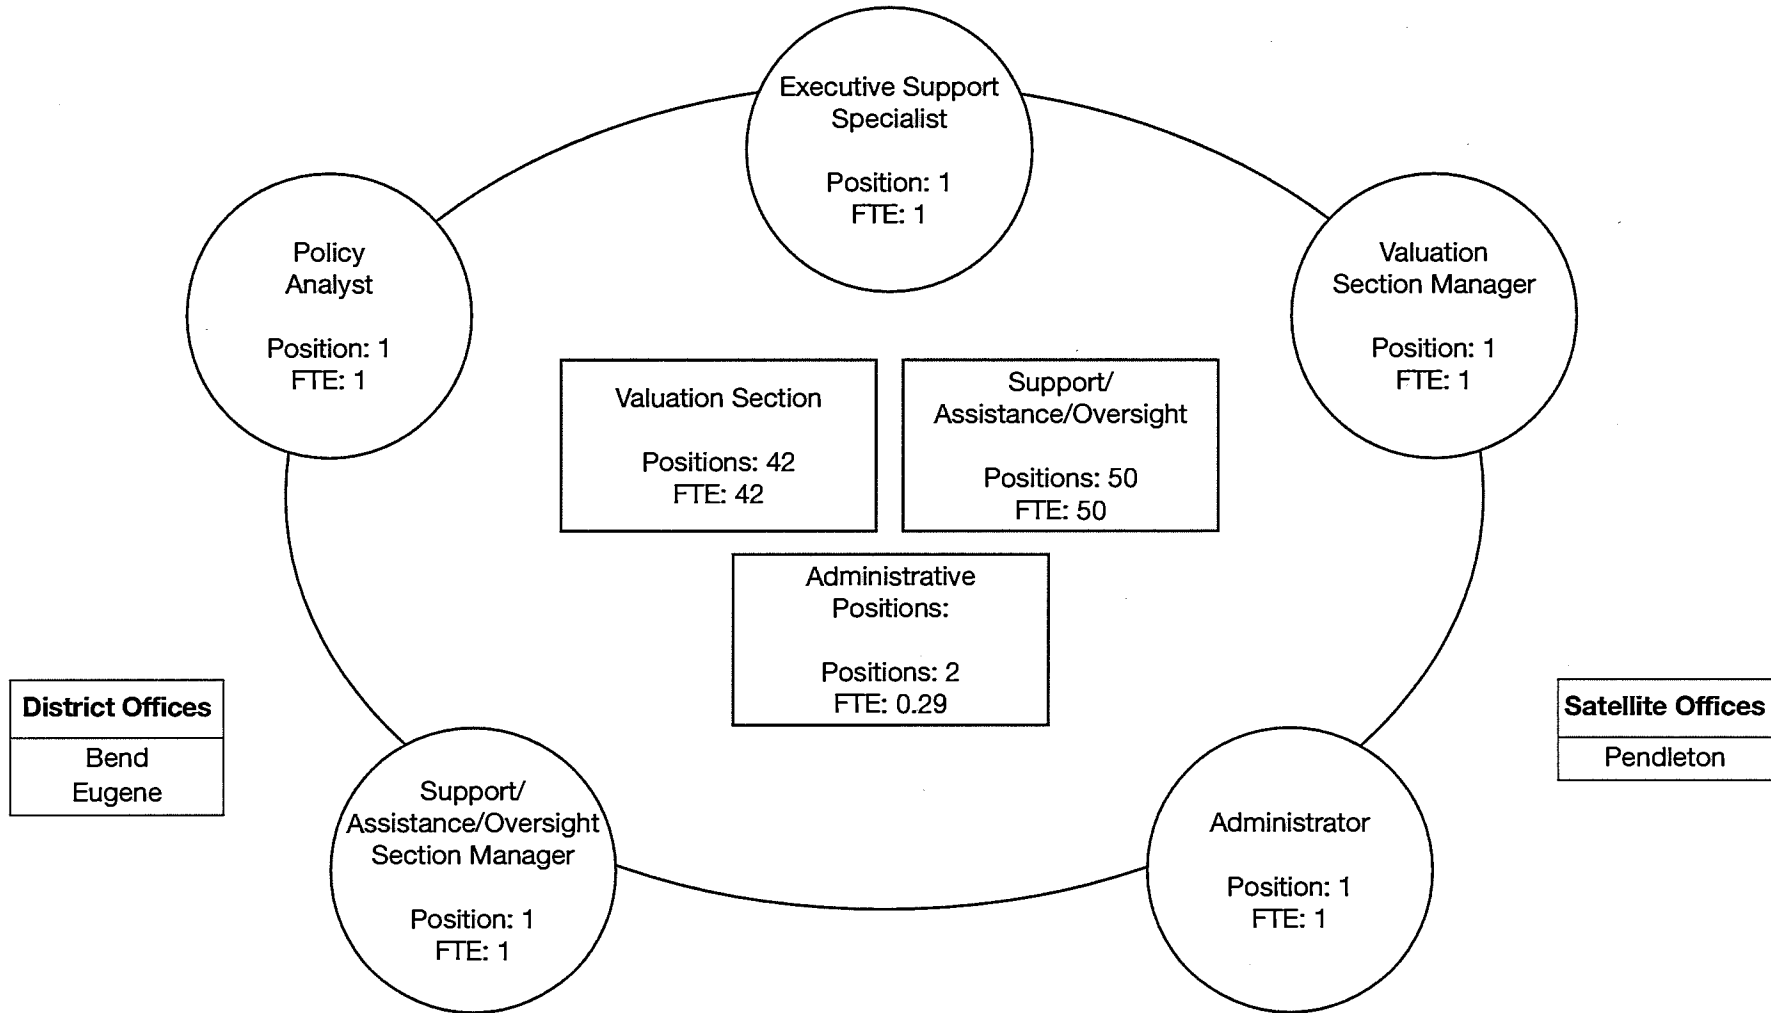 Executive Support
Specialist
Position: 1
FTE: 1
Policy
Analyst
Position: 1
FTE: 1
Valuation
Section Manager
Position: 1
FTE: 1
Valuation Section
Positions: 42
FTE: 42
Support/
Assistance/Oversight
Positions: 50
FTE: 50
Administrative
Positions:
Positions: 2
FTE: 0.29
District Offices
Bend
Eugene
Satellite Offices
Pendleton
Support/
Assistance/Oversight
Section Manager
Position: 1
FTE: 1
Administrator
Position: 1
FTE: 1